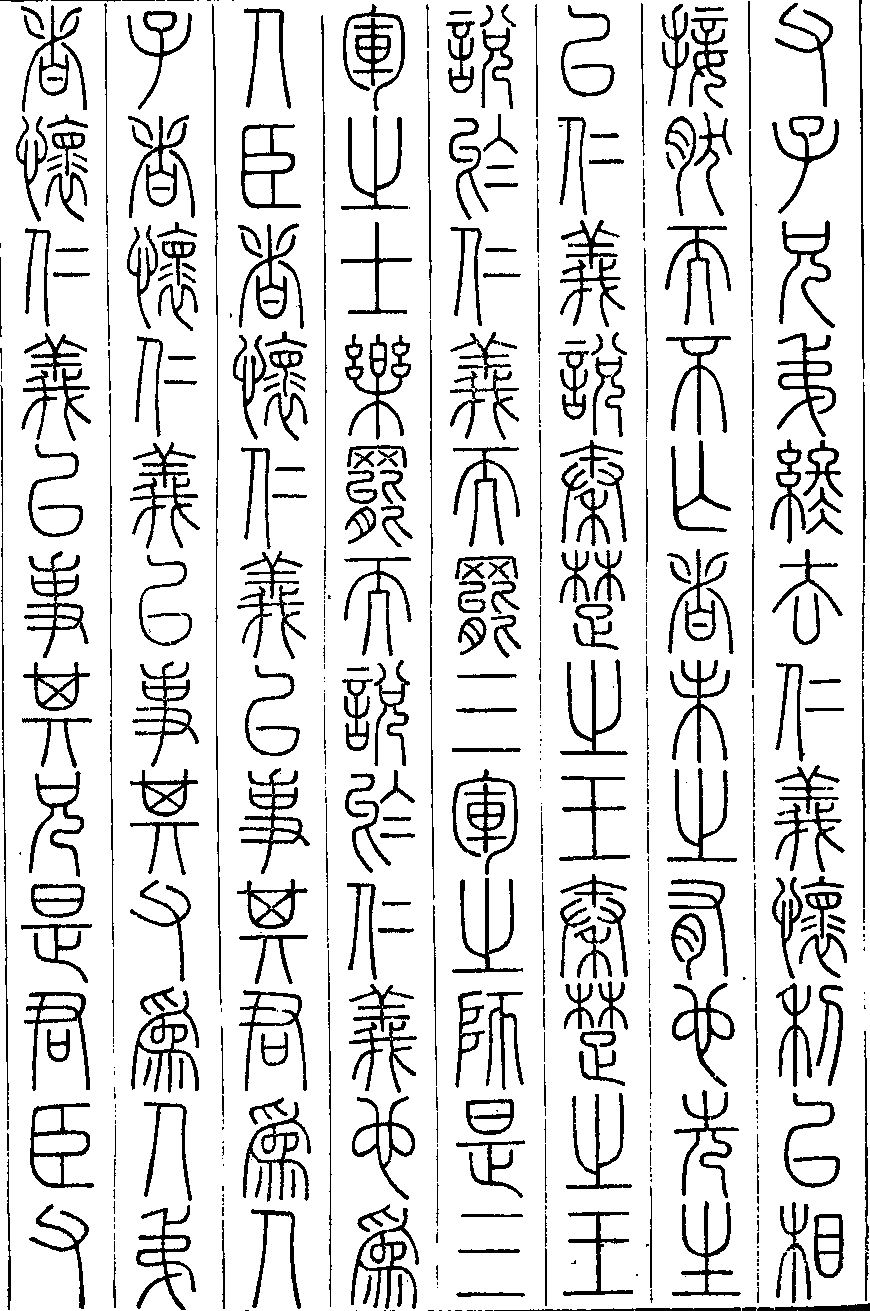 父子兄弟終去仁義懷利以相
接然而不亡者未之有也先生
以仁義說秦楚之王秦楚之王
說於仁義而罷三軍之師是三
軍之士樂罷而說於仁義也為
人臣者懷仁義以事其君為人
子者懷仁義以事其父為人弟
者懷仁義以事其兄是君臣父